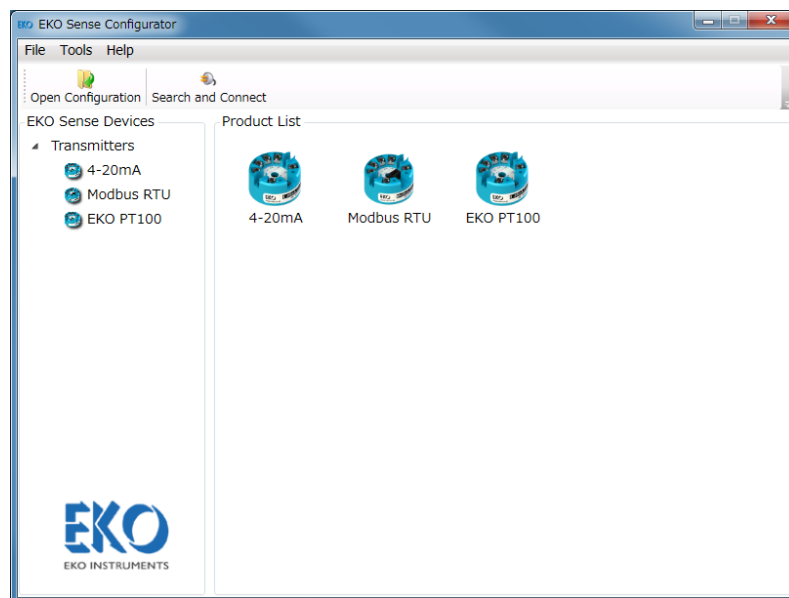 EKO EKO Sense Configurator
File Tools Help
Open Configuration Search and Connect
EKO Sense Devices
Transmitters
4-20mA
Modbus RTU
EKO PT100
Product List
4-20mA Modbus RTU EKO PT100
EKO
EKO INSTRUMENTS